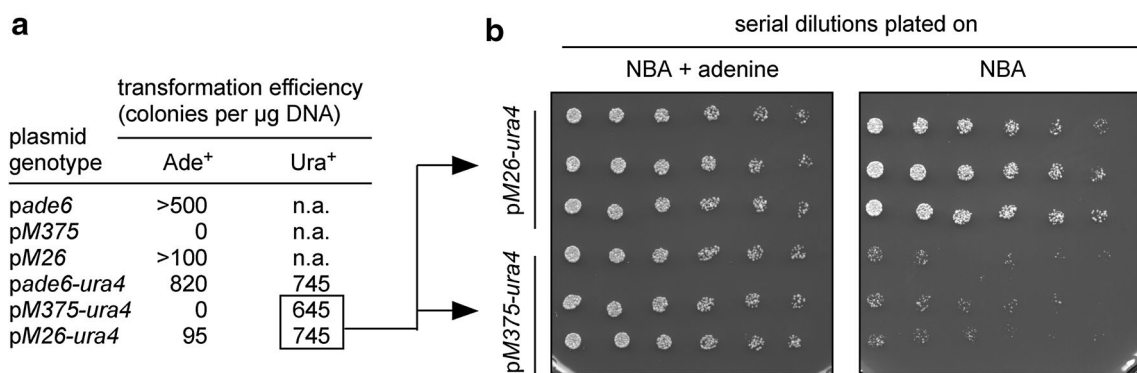 a
transformation efficiency
(colonies per µg DNA)
plasmid
genotype Ade+ Ura+
pade6 >500 n.a.
pM375 0 n.a.
pM26 >100 n.a.
pade6-ura4 820 745
pM375-ura4 0 645
pM26-ura4 95 745
b
serial dilutions plated on
NBA + adenine NBA
pM26-ura4
pM375-ura4